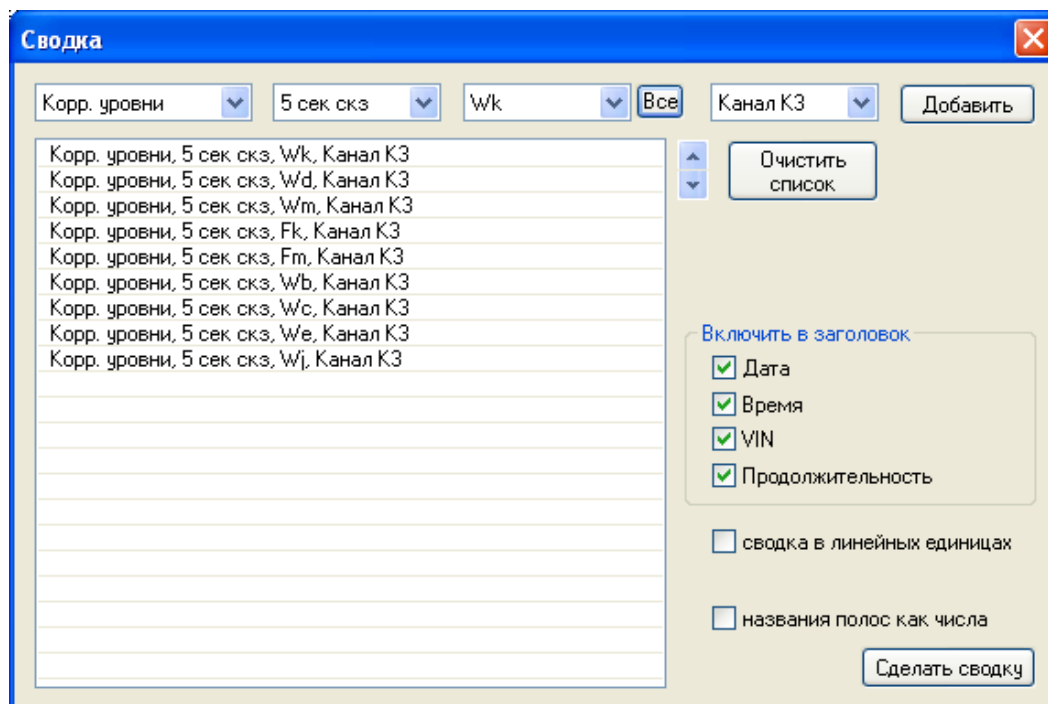 Сводка
Корр. уровни 5 сек скз Wk Все Канал К3 Добавить
Корр. уровни, 5 сек скз, Wk, Канал К3
Корр. уровни, 5 сек скз, Wd, Канал К3
Корр. уровни, 5 сек скз, Wm, Канал К3
Корр. уровни, 5 сек скз, Fk, Канал К3
Корр. уровни, 5 сек скз, Fm, Канал К3
Корр. уровни, 5 сек скз, Wb, Канал К3
Корр. уровни, 5 сек скз, Wc, Канал К3
Корр. уровни, 5 сек скз, We, Канал К3
Корр. уровни, 5 сек скз, Wj, Канал К3
Очистить
список
Включить в заголовок
Дата
Время
VIN
Продолжительность
сводка в линейных единицах
названия полос как числа
Сделать сводку